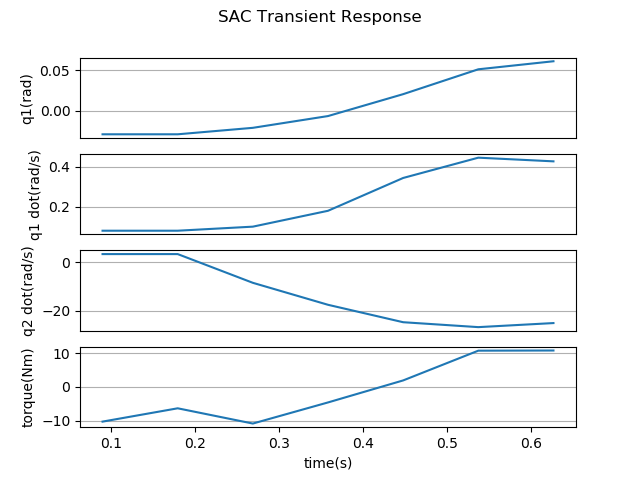 SAC Transient Response
0.05
0.00
q1(rad)
0.4
0.2
q1 dot(rad/s)
0
−20
q2 dot(rad/s)
10
0
−10
torque(Nm)
0.1 0.2 0.3 0.4 0.5 0.6
time(s)